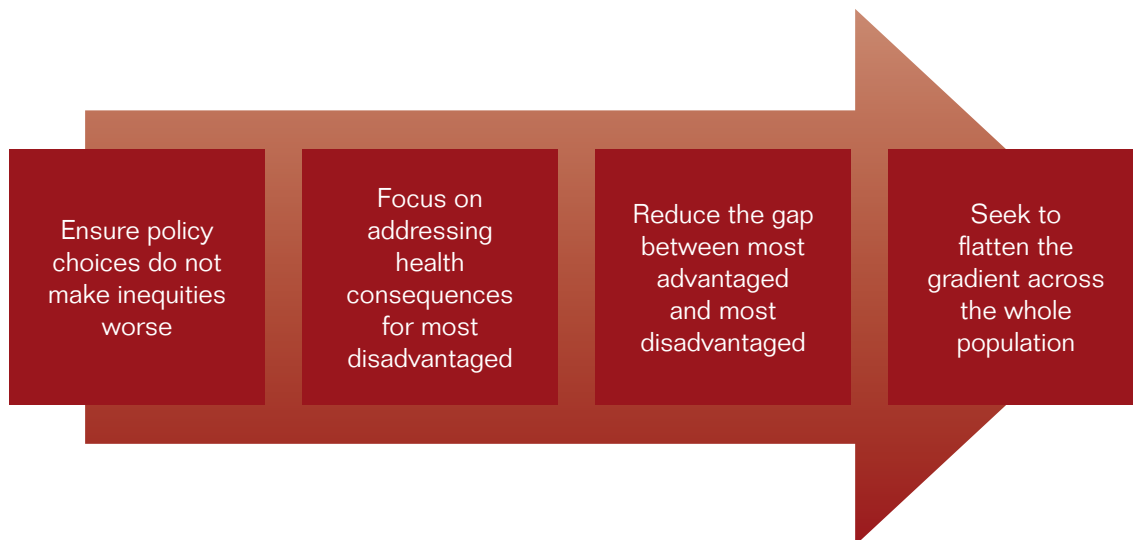 Ensure policy
choices do not
make inequities
worse
Focus on
addressing
health
consequences
for most
disadvantaged
Reduce the gap
between most
advantaged
and most
disadvantaged
Seek to
flatten the
gradient across
the whole
population